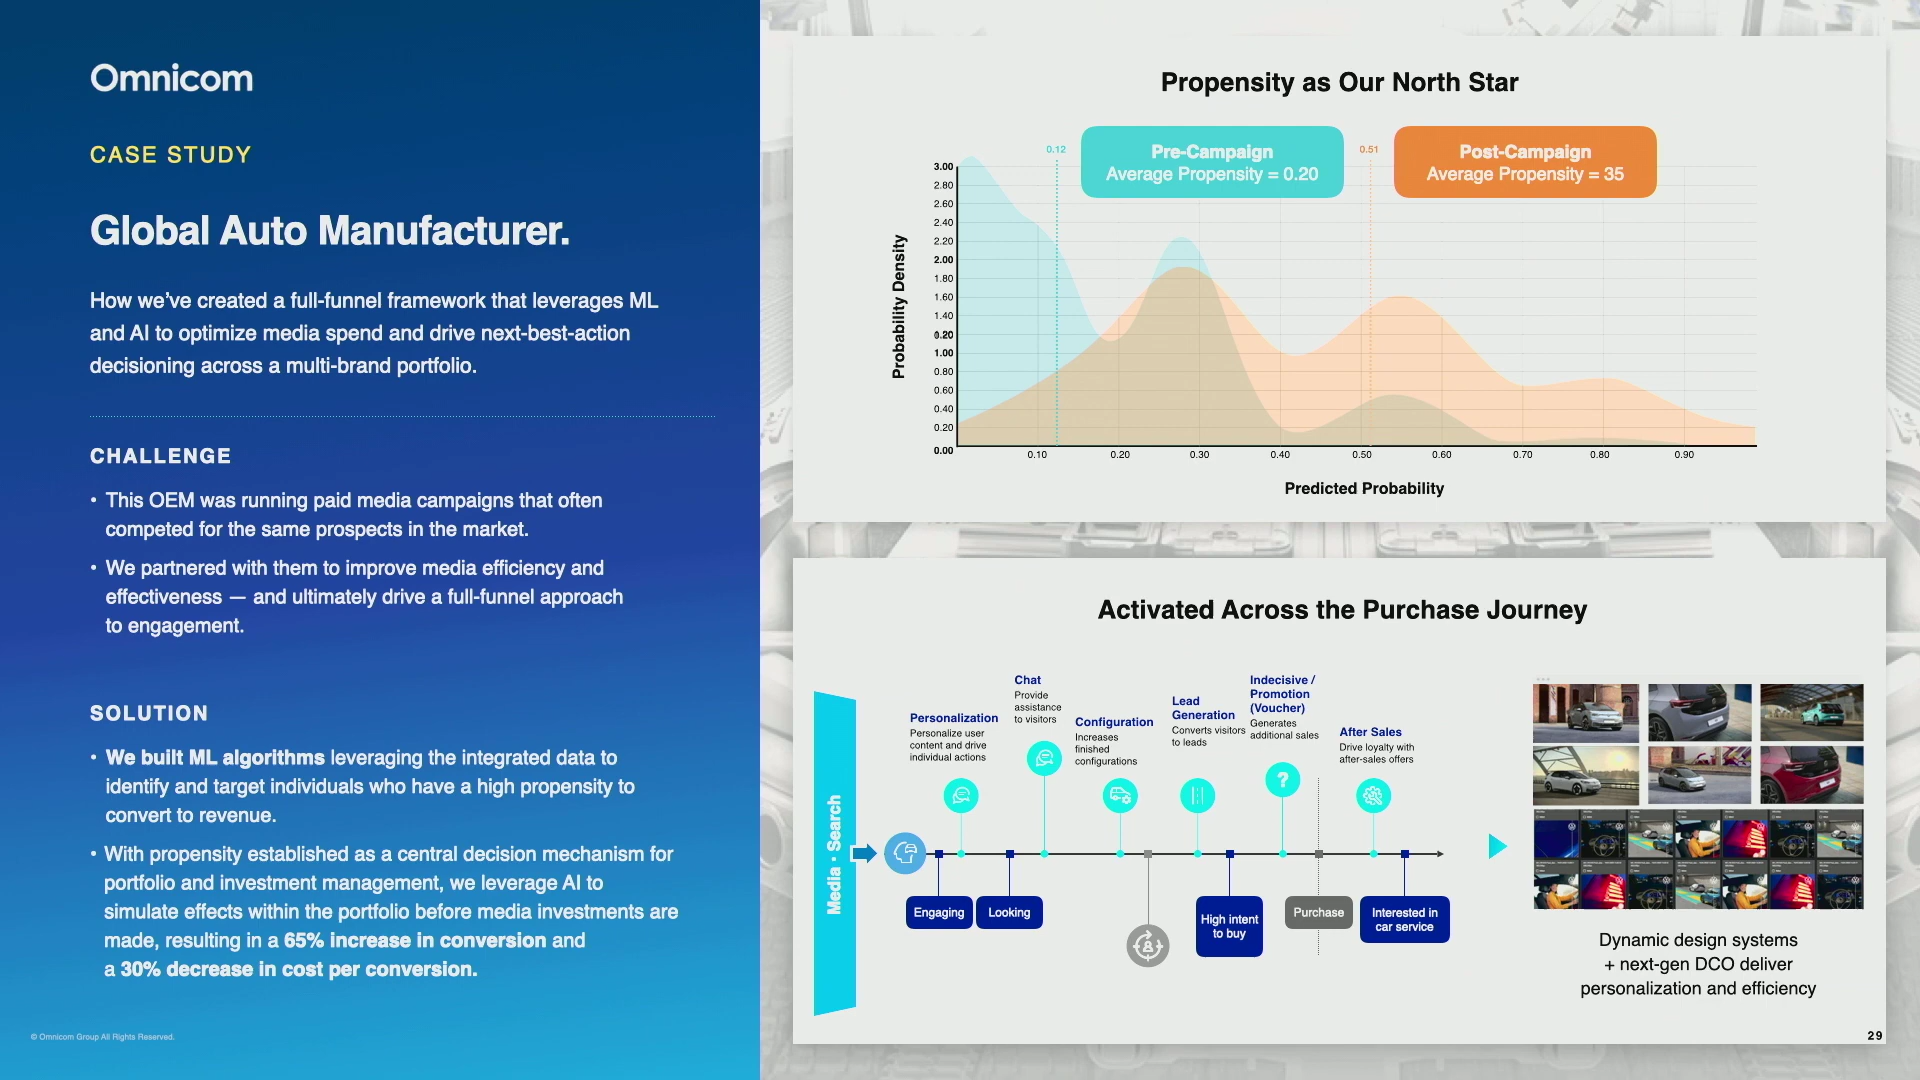 Omnicom
CASE STUDY
Global Auto Manufacturer.
How we've created a full-funnel framework that leverages ML
and AI to optimize media spend and drive next-best-action
decisioning across a multi-brand portfolio.
CHALLENGE
• This OEM was running paid media campaigns that often
competed for the same prospects in the market.
• We partnered with them to improve media efficiency and
effectiveness — and ultimately drive a full-funnel approach
to engagement.
SOLUTION
• We built ML algorithms leveraging the integrated data to
identify and target individuals who have a high propensity to
convert to revenue.
• With propensity established as a central decision mechanism for
portfolio and investment management, we leverage AI to
simulate effects within the portfolio before media investments are
made, resulting in a 65% increase in conversion and
a 30% decrease in cost per conversion.
© Omnicom Group All Rights Reserved.
Propensity as Our North Star
0.12
Pre-Campaign
Average Propensity = 0.20
0.51
Post-Campaign
Average Propensity = 35
Probability Density
3.00
2.80
2.60
2.40
2.20
2.00
1.80
1.60
1.40
0.20
1.00
0.80
0.60
0.40
0.20
0.00
0.10 0.20 0.30 0.40 0.50 0.60 0.70 0.80 0.90
Predicted Probability
Activated Across the Purchase Journey
Media · Search
Personalization
Personalize user
content and drive
individual actions
Chat
Provide
assistance
to visitors
Configuration
Increases
finished
configurations
Lead
Generation
Converts visitors
to leads
Indecisive /
Promotion
(Voucher)
Generates
additional sales
?
After Sales
Drive loyalty with
after-sales offers
Engaging
Looking
High intent
to buy
Purchase
Interested in
car service
Dynamic design systems
+ next-gen DCO deliver
personalization and efficiency
29